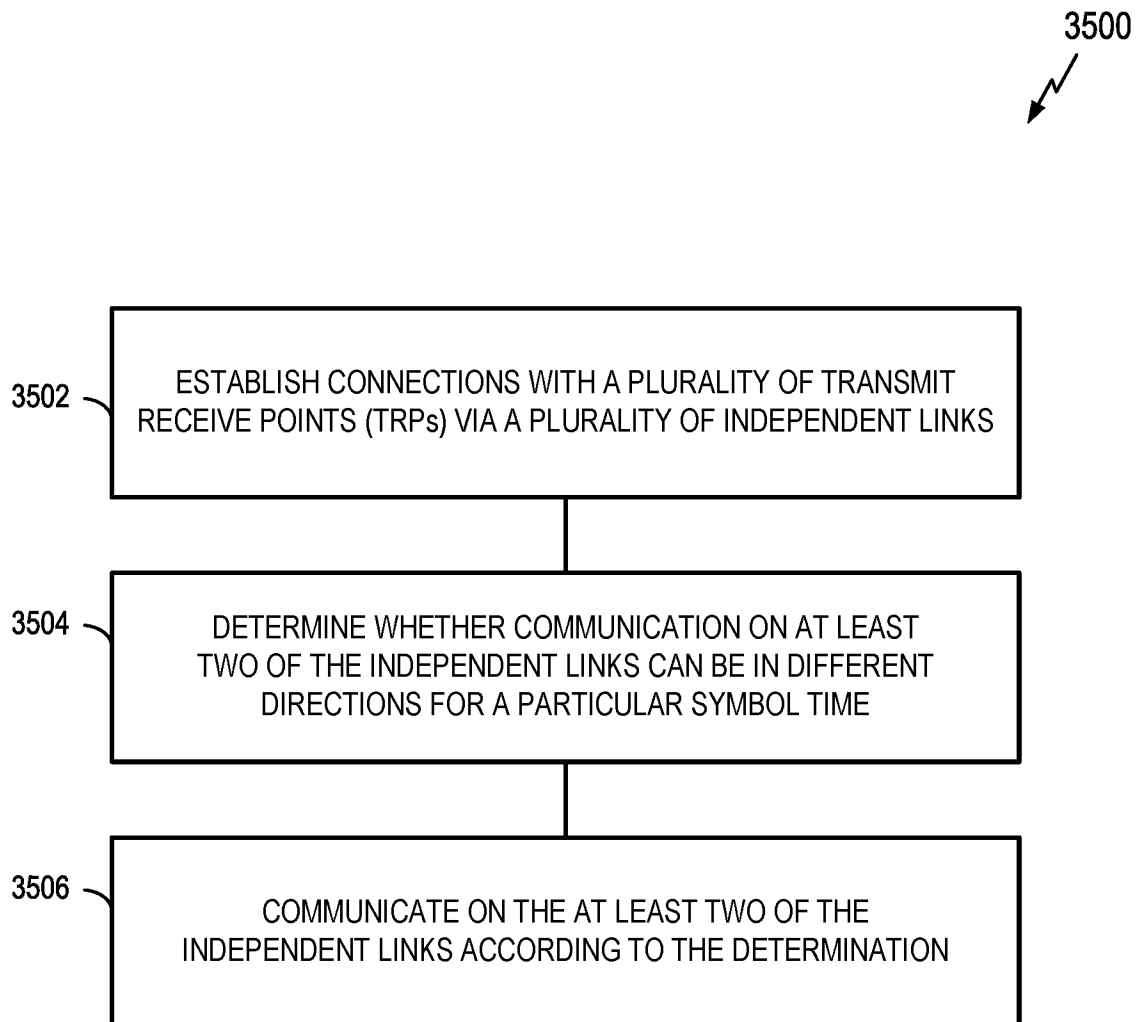 3500
3502
ESTABLISH CONNECTIONS WITH A PLURALITY OF TRANSMIT
RECEIVE POINTS (TRPs) VIA A PLURALITY OF INDEPENDENT LINKS
3504
DETERMINE WHETHER COMMUNICATION ON AT LEAST
TWO OF THE INDEPENDENT LINKS CAN BE IN DIFFERENT
DIRECTIONS FOR A PARTICULAR SYMBOL TIME
3506
COMMUNICATE ON THE AT LEAST TWO OF THE
INDEPENDENT LINKS ACCORDING TO THE DETERMINATION